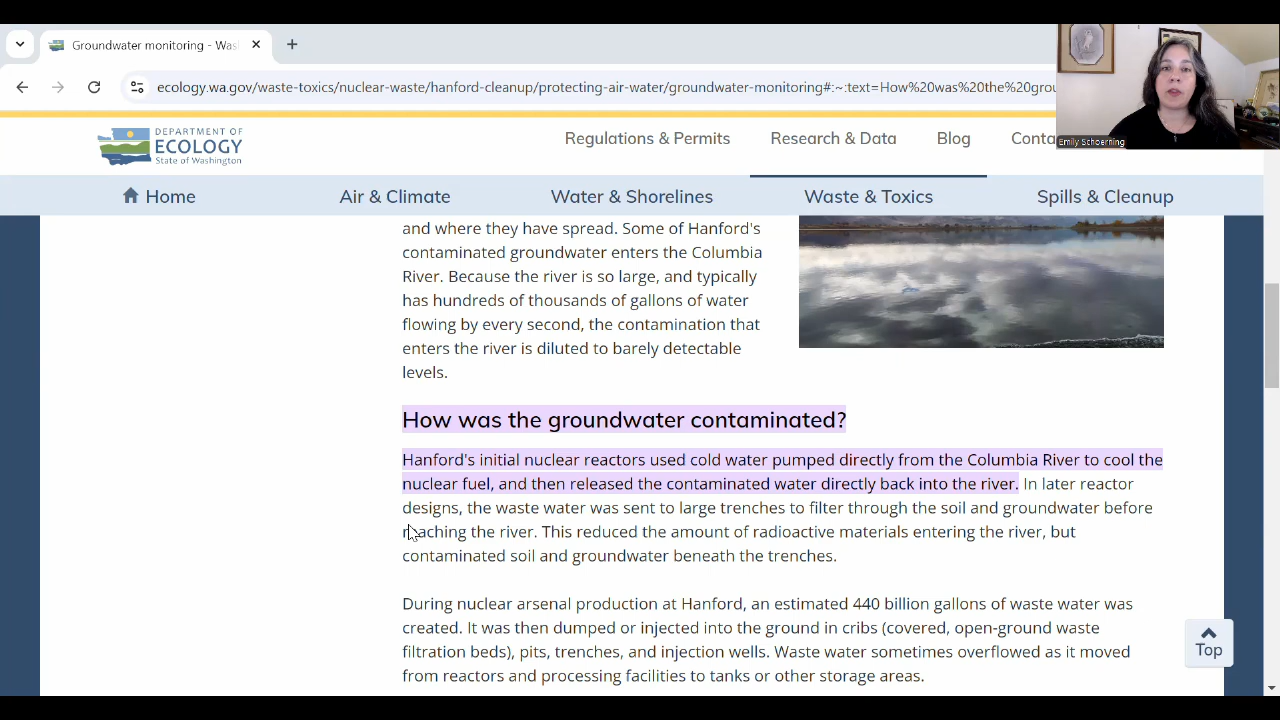 Groundwater monitoring - Was
ecology.wa.gov/waste-toxics/nuclear-waste/hanford-cleanup/protecting-air-water/groundwater-monitoring#:~:text=How%20was%20the%20grou
Emily Schoerning
DEPARTMENT OF
ECOLOGY
State of Washington
Regulations & Permits Research & Data Blog Conta
Home Air & Climate Water & Shorelines Waste & Toxics Spills & Cleanup
and where they have spread. Some of Hanford's
contaminated groundwater enters the Columbia
River. Because the river is so large, and typically
has hundreds of thousands of gallons of water
flowing by every second, the contamination that
enters the river is diluted to barely detectable
levels.
How was the groundwater contaminated?
Hanford's initial nuclear reactors used cold water pumped directly from the Columbia River to cool the
nuclear fuel, and then released the contaminated water directly back into the river. In later reactor
designs, the waste water was sent to large trenches to filter through the soil and groundwater before
reaching the river. This reduced the amount of radioactive materials entering the river, but
contaminated soil and groundwater beneath the trenches.
During nuclear arsenal production at Hanford, an estimated 440 billion gallons of waste water was
created. It was then dumped or injected into the ground in cribs (covered, open-ground waste
filtration beds), pits, trenches, and injection wells. Waste water sometimes overflowed as it moved
from reactors and processing facilities to tanks or other storage areas.
Top